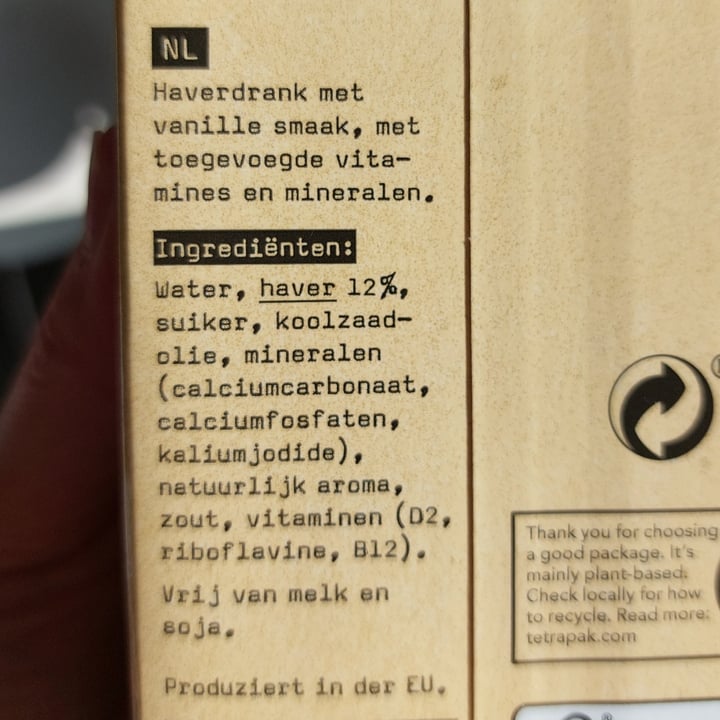 NL
Haverdrank met
vanille smaak, met
toegevoegde vita-
mines en mineralen.
Ingrediënten:
Water, haver 12%,
suiker, koolzaad-
olie, mineralen
(calciumcarbonaat,
calciumfosfaten,
kaliumjodide),
natuurlijk aroma,
zout, vitaminen (D2,
riboflavine, B12).
Vrij van melk en
soja.
Produziert in der EU.
Thank you for choosing
a good package. It's
mainly plant-based.
Check locally for how
to recycle. Read more:
tetrapak.com